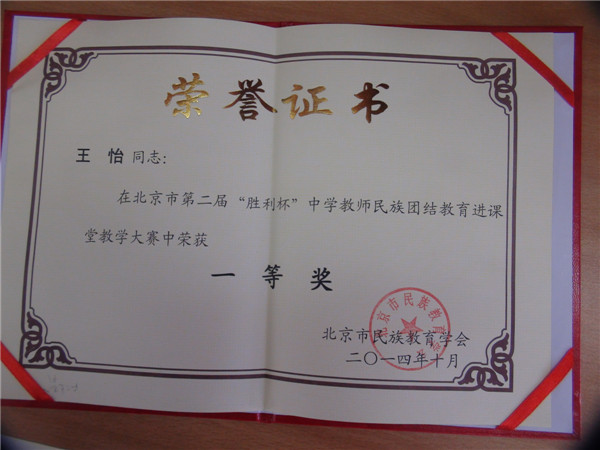 荣誉证书
王 怡 同志：
在北京市第二届“胜利杯”中学教师民族团结教育进课
堂教学大赛中荣获
一 等 奖
北京市民族教育学会
二〇一四年十月